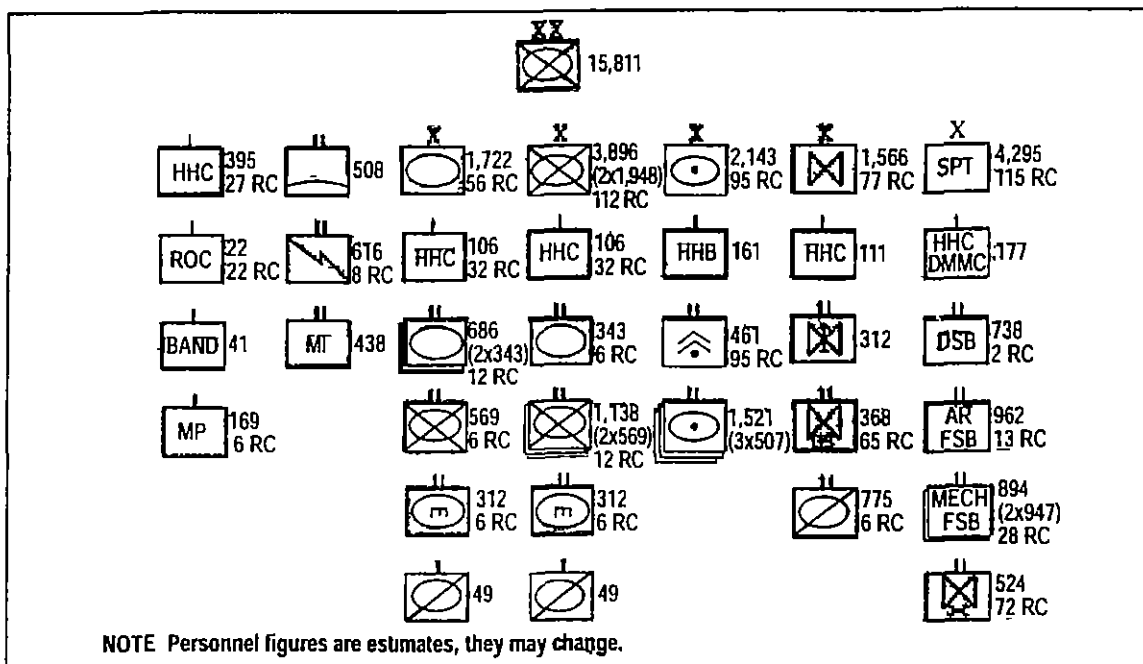 XX
15,811
X X X X X
HHC 395 27 RC
508
1,722 56 RC
3,896 (2x1,948) 112 RC
2,143 95 RC
1,566 77 RC
SPT 4,295 115 RC
ROC 22 22 RC
616 8 RC
HHC 106 32 RC
HHC 106 32 RC
HHB 161
HHC 111
HHC DMMC 177
BAND 41
MI 438
686 (2x343) 12 RC
343 6 RC
461 95 RC
312
DSB 738 2 RC
MP 169 6 RC
569 6 RC
1,138 (2x569) 12 RC
1,521 (3x507)
368 65 RC
AR FSB 962 13 RC
E 312 6 RC
E 312 6 RC
775 6 RC
MECH FSB 894 (2x947) 28 RC
49
49
524 72 RC
NOTE Personnel figures are estimates, they may change.